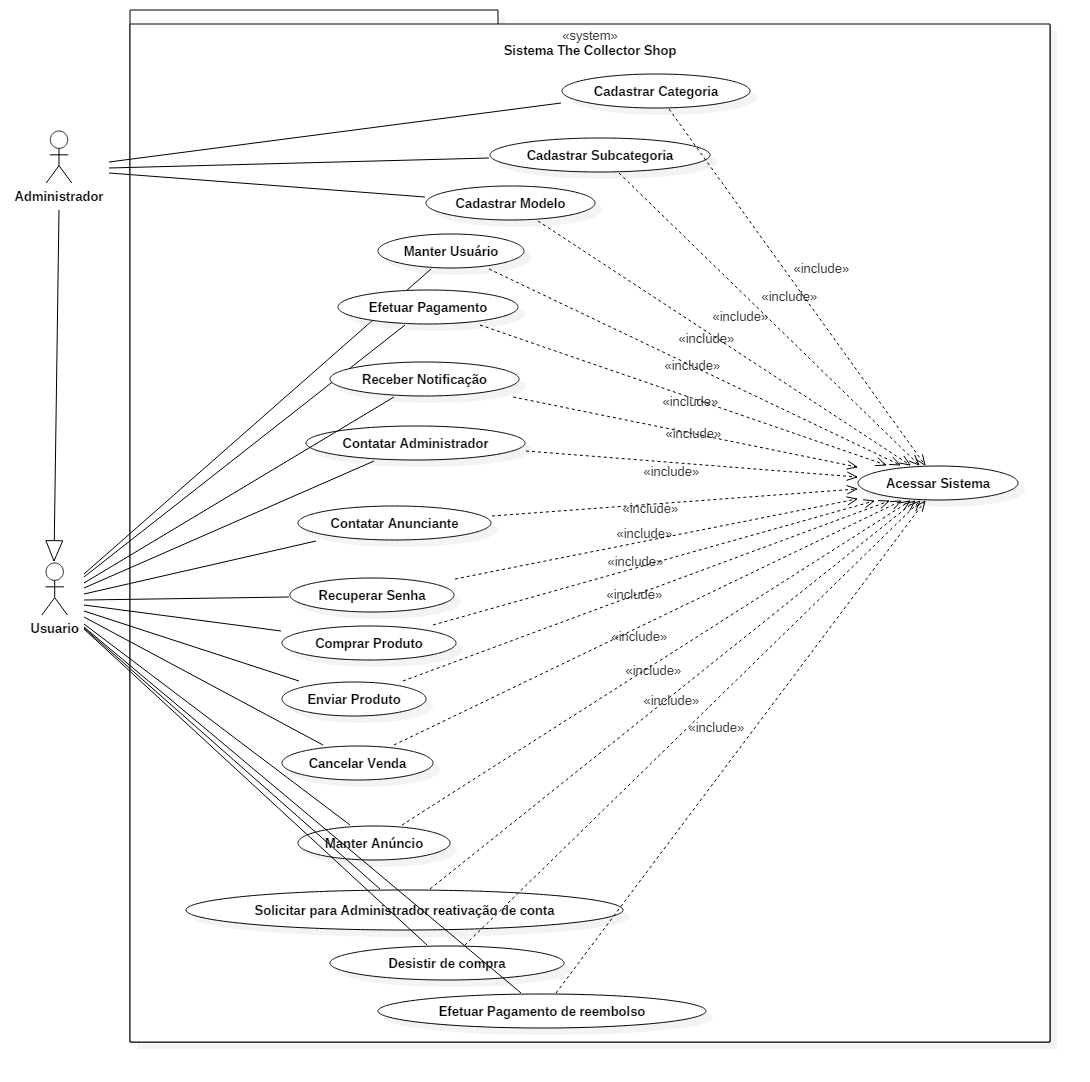 «system»
Sistema The Collector Shop
Cadastrar Categoria
Cadastrar Subcategoria
Administrador
Cadastrar Modelo
Manter Usuário
«include»
«include»
Efetuar Pagamento
«include»
«include»
«include»
Receber Notificação
«include»
«include»
Contatar Administrador
«include»
Acessar Sistema
«include»
Contatar Anunciante
«include»
«include»
«include»
Recuperar Senha
Usuario
«include»
Comprar Produto
«include»
Enviar Produto
«include»
«include»
Cancelar Venda
Manter Anúncio
Solicitar para Administrador reativação de conta
Desistir de compra
Efetuar Pagamento de reembolso